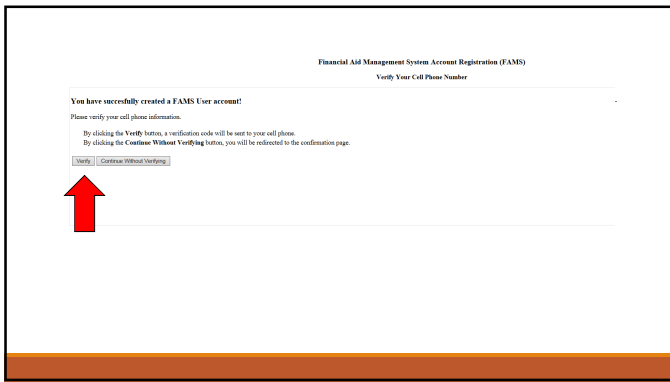 Financial Aid Management System Account Registration (FAMS)
Verify Your Cell Phone Number
You have succesfully created a FAMS User account!
Please verify your cell phone information.
By clicking the Verify button, a verification code will be sent to your cell phone.
By clicking the Continue Without Verifying button, you will be redirected to the confirmation page.
Verify Continue Without Verifying